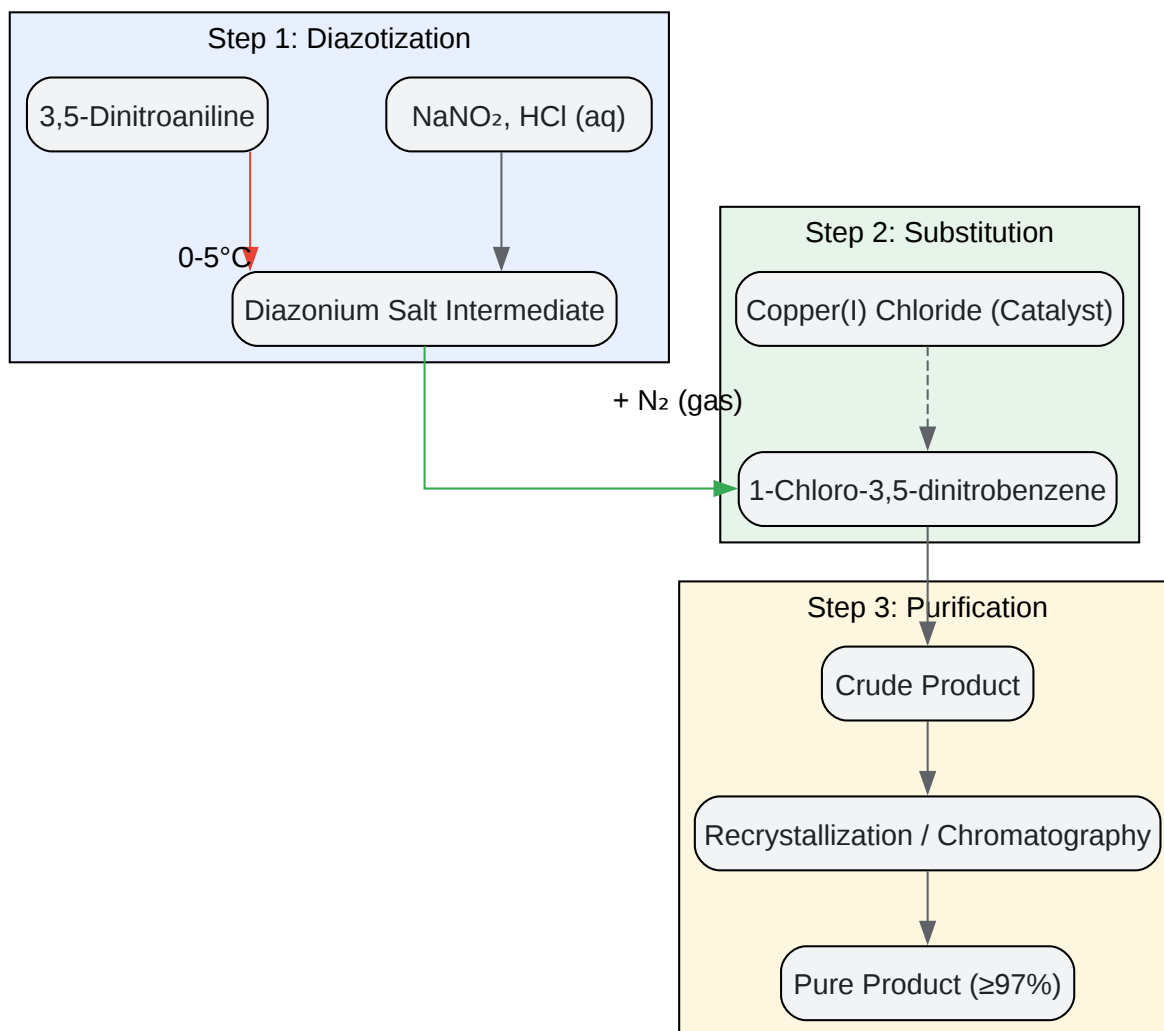 Step 1: Diazotization
3,5-Dinitroaniline
NaNO₂, HCl (aq)
0-5°C
Diazonium Salt Intermediate
Step 2: Substitution
Copper(I) Chloride (Catalyst)
+ N₂ (gas)
1-Chloro-3,5-dinitrobenzene
Step 3: Purification
Crude Product
Recrystallization / Chromatography
Pure Product (≥97%)